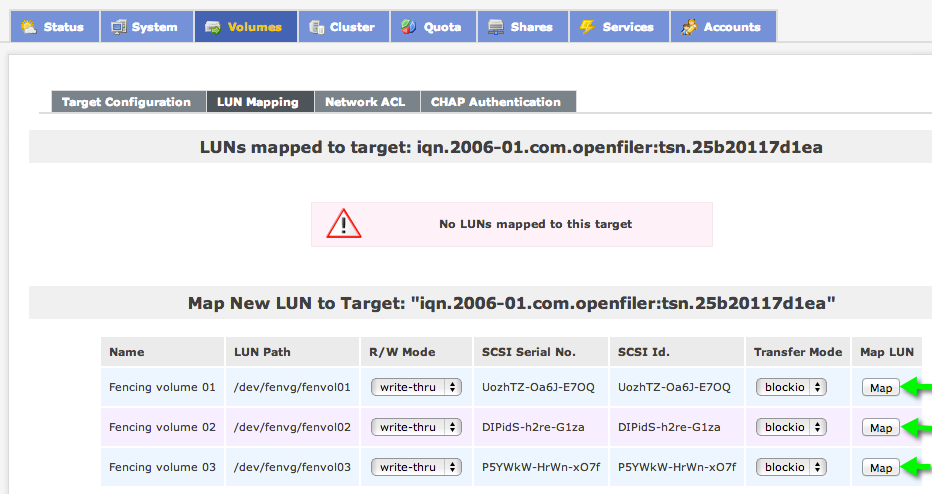 Status System Volumes Cluster Quota Shares Services Accounts
Target Configuration LUN Mapping Network ACL CHAP Authentication
LUNs mapped to target: iqn.2006-01.com.openfiler:tsn.25b20117d1ea
No LUNs mapped to this target
Map New LUN to Target: "iqn.2006-01.com.openfiler:tsn.25b20117d1ea"
Name LUN Path R/W Mode SCSI Serial No. SCSI Id. Transfer Mode Map LUN
Fencing volume 01 /dev/fenvg/fenvol01 write-thru UozhTZ-Oa6J-E7OQ UozhTZ-Oa6J-E7OQ blockio Map
Fencing volume 02 /dev/fenvg/fenvol02 write-thru DIPidS-h2re-G1za DIPidS-h2re-G1za blockio Map
Fencing volume 03 /dev/fenvg/fenvol03 write-thru P5YWkW-HrWn-xO7f P5YWkW-HrWn-xO7f blockio Map